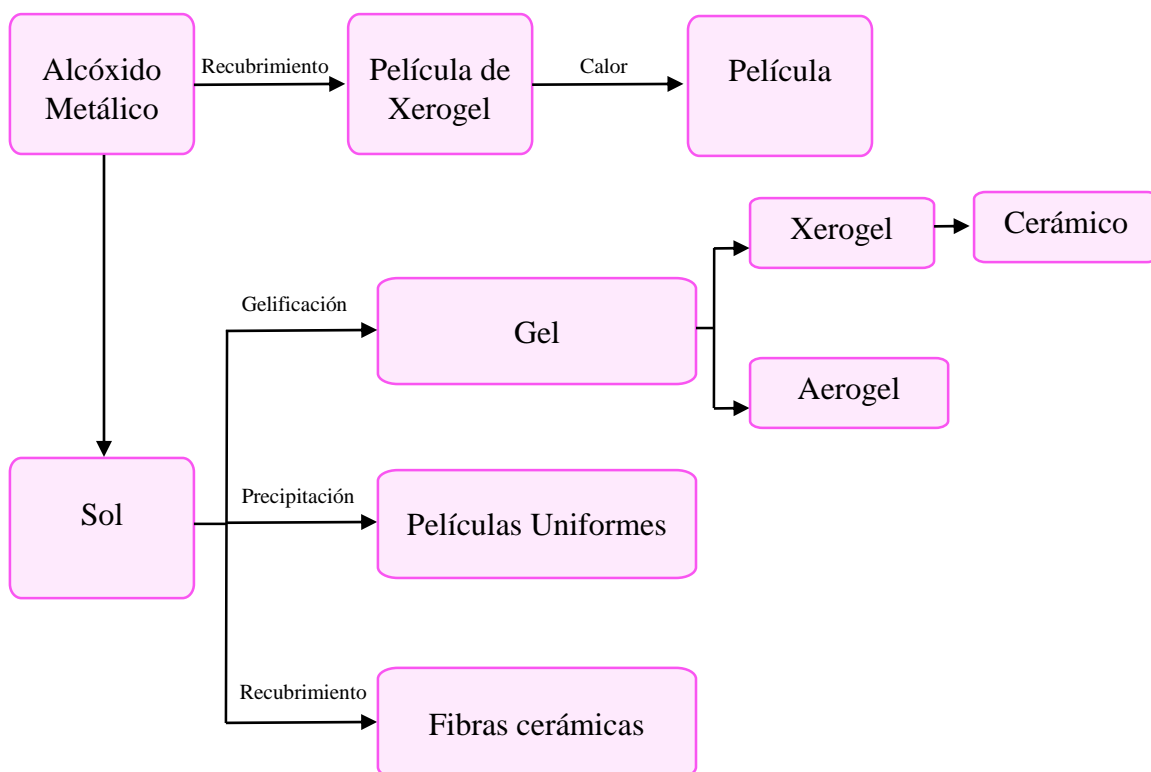 Alcóxido
Metálico
Recubrimiento
Película de
Xerogel
Calor
Película
Xerogel
Cerámico
Gelificación
Gel
Aerogel
Sol
Precipitación
Películas Uniformes
Recubrimiento
Fibras cerámicas